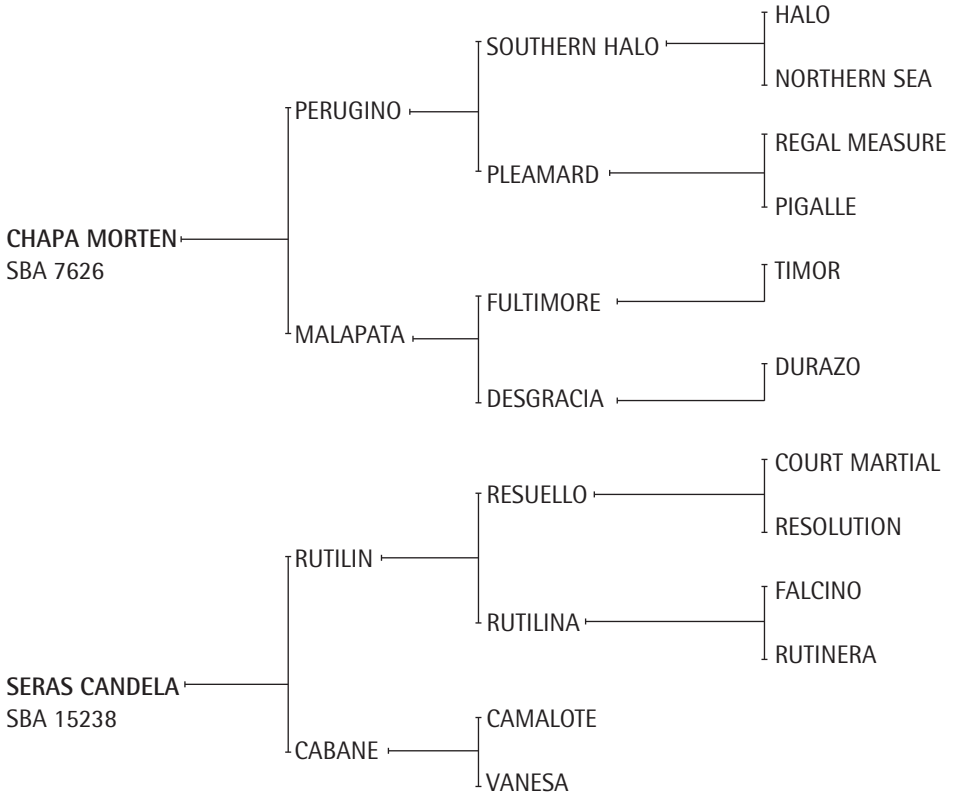 HALO
SOUTHERN HALO
NORTHERN SEA
PERUGINO
REGAL MEASURE
PLEAMARD
PIGALLE
CHAPA MORTEN
SBA 7626
TIMOR
FULTIMORE
MALAPATA
DURAZO
DESGRACIA
COURT MARTIAL
RESUELLO
RESOLUTION
RUTILIN
FALCINO
RUTILINA
RUTINERA
SERAS CANDELA
SBA 15238
CAMALOTE
CABANE
VANESA